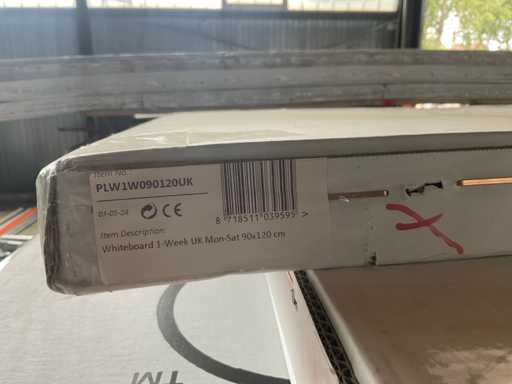 Item No.:
PLW1W090120UK
03-05-24 CE
8 718511 039595 >
Item Description:
Whiteboard 1-Week UK Mon-Sat 90x120 cm